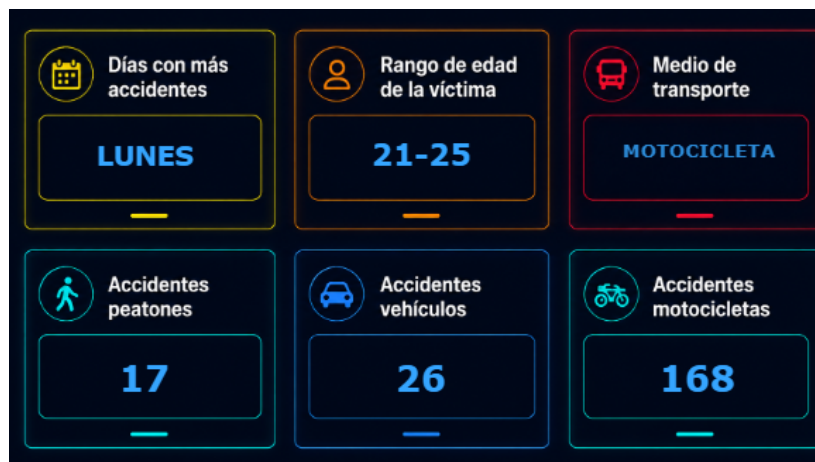 Días con más
accidentes
LUNES
Rango de edad
de la víctima
21-25
Medio de
transporte
MOTOCICLETA
Accidentes
peatones
17
Accidentes
vehículos
26
Accidentes
motocicletas
168